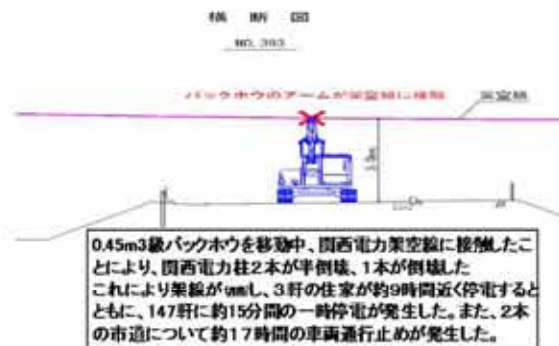 横断図
NO. 393
バックホウのアームが架空線に接触
架空線
0.45m3級バックホウを移動中、関西電力架空線に接触したこ
とにより、関西電力柱2本が半倒壊、1本が倒壊した
これにより架線が し、3軒の住家が約9時間近く停電すると
ともに、147軒に約15分間の一時停電が発生した。また、2本
の市道について約17時間の車両通行止めが発生した。